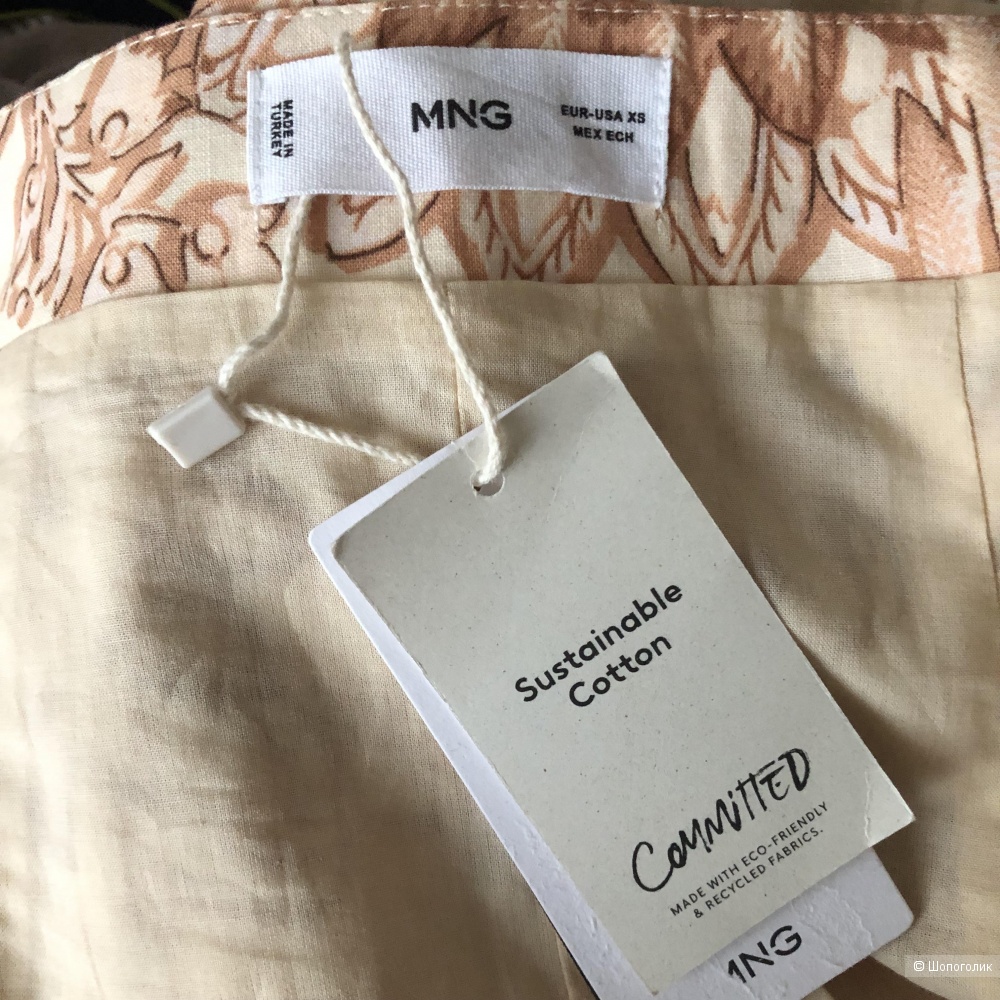 MADE IN
TURKEY
MNG
EUR-USA XS
MEX ECH
Sustainable
Cotton
COMMITTED
MADE WITH ECO-FRIENDLY
& RECYCLED FABRICS.
NG
© Шопоголик